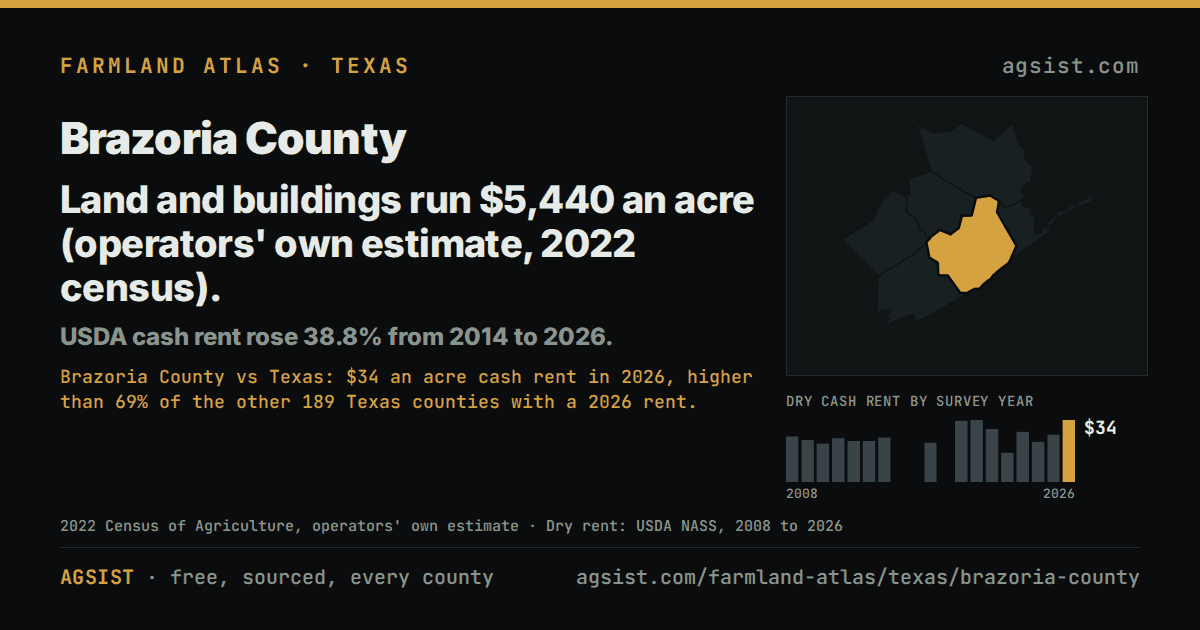 FARMLAND ATLAS · TEXAS
agsist.com
Brazoria County
Land and buildings run $5,440 an acre
(operators' own estimate, 2022
census).
USDA cash rent rose 38.8% from 2014 to 2026.
Brazoria County vs Texas: $34 an acre cash rent in 2026, higher
than 69% of the other 189 Texas counties with a 2026 rent.
DRY CASH RENT BY SURVEY YEAR
$34
2008
2026
2022 Census of Agriculture, operators' own estimate · Dry rent: USDA NASS, 2008 to 2026
AGSIST · free, sourced, every county
agsist.com/farmland-atlas/texas/brazoria-county